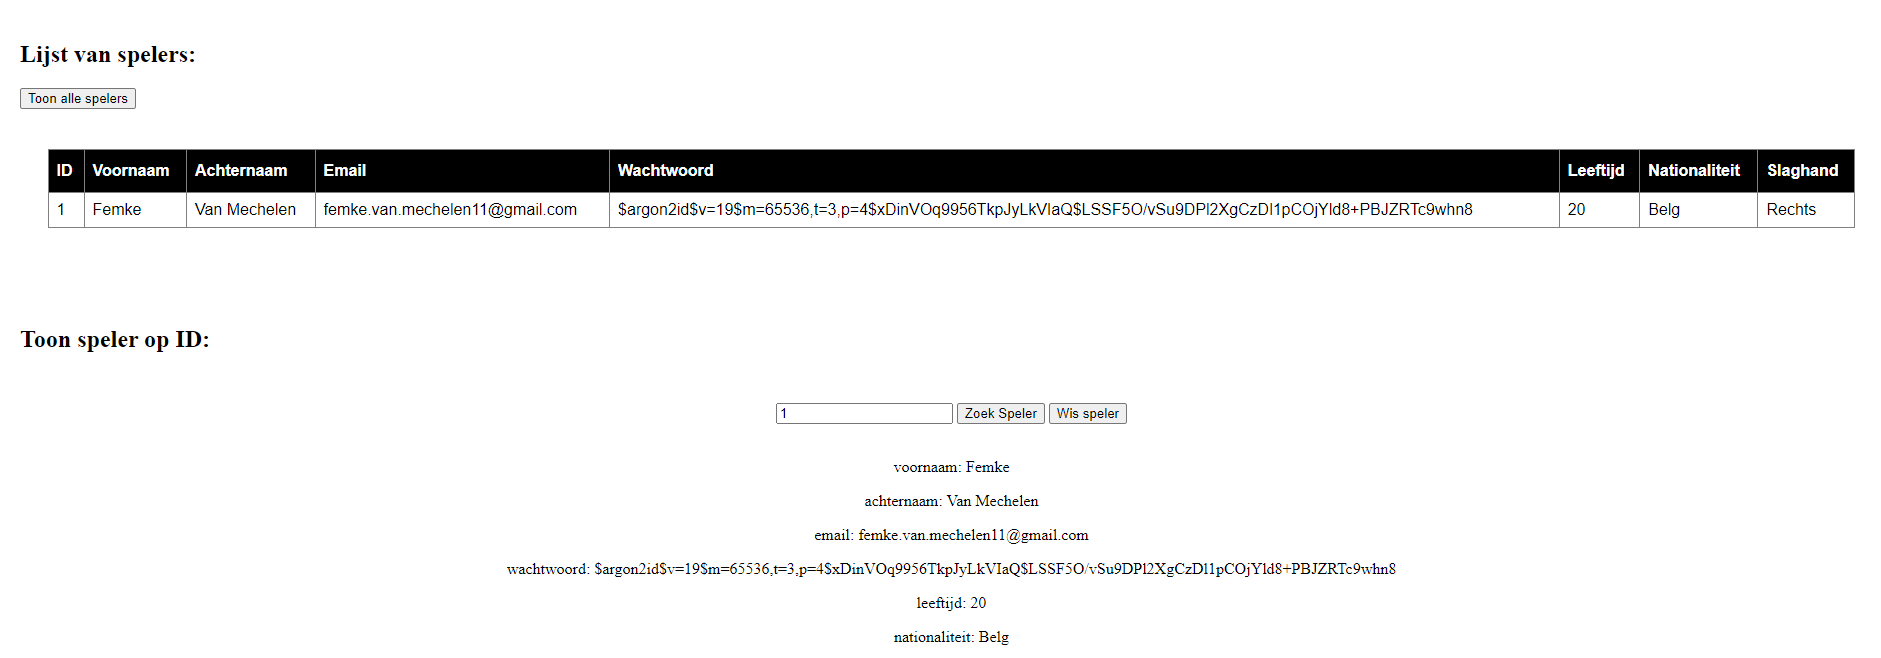 Lijst van spelers:
Toon alle spelers
ID Voornaam Achternaam Email Wachtwoord Leeftijd Nationaliteit Slaghand
1 Femke Van Mechelen femke.van.mechelen11@gmail.com $argon2id$v=19$m=65536,t=3,p=4$xDinVOq9956TkpJyLkVIaQ$LSSF5O/vSu9DPl2XgCzDl1pCOjYld8+PBJZRTc9whn8 20 Belg Rechts
Toon speler op ID:
1 Zoek Speler Wis speler
voornaam: Femke
achternaam: Van Mechelen
email: femke.van.mechelen11@gmail.com
wachtwoord: $argon2id$v=19$m=65536,t=3,p=4$xDinVOq9956TkpJyLkVIaQ$LSSF5O/vSu9DPl2XgCzDl1pCOjYld8+PBJZRTc9whn8
leeftijd: 20
nationaliteit: Belg